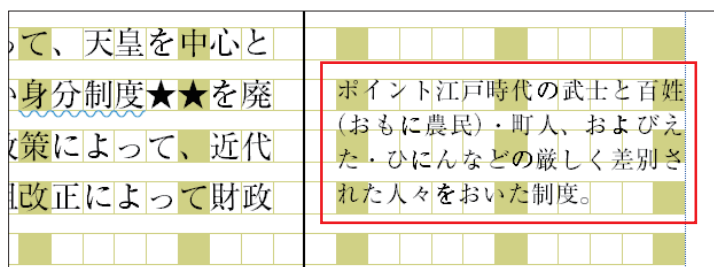 って、天皇を中心と
身分制度★★を廃
策によって、近代
改正によって財政
ポイント江戸時代の武士と百姓
(おもに農民)・町人、およびえ
た・ひにんなどの厳しく差別さ
れた人々をおいた制度。